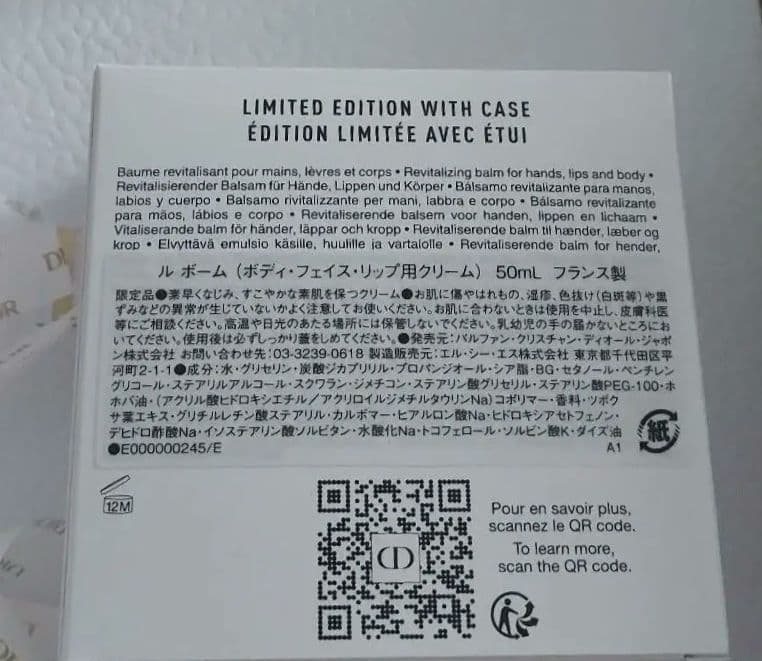 LIMITED EDITION WITH CASE
ÉDITION LIMITÉE AVEC ÉTUI
Baume revitalisant pour mains, lèvres et corps • Revitalizing balm for hands, lips and body •
Revitalisierender Balsam für Hände, Lippen und Körper • Bálsamo revitalizante para manos,
labios y cuerpo • Balsamo rivitalizzante per mani, labbra e corpo • Bálsamo revitalizante
para mãos, lábios e corpo • Revitaliserende balsem voor handen, lippen en lichaam •
Vitaliserande balm för händer, läppar och kropp • Revitaliserende balm til hænder, læber og
krop • Elvyttävä emulsio käsille, huulille ja vartalolle • Revitaliserende balm for hender,
ル ボーム（ボディ・フェイス・リップ用クリーム） 50mL フランス製
限定品●素早くなじみ、すこやかな素肌を保つクリーム●お肌に傷やはれもの、湿疹、色抜け(白斑等)や黒
ずみなどの異常が生じていないかよく注意してお使いください。お肌に合わないときは使用を中止し、皮膚科医
等にご相談ください。高温や日光のあたる場所には保管しないでください。乳幼児の手の届かないところにお
いてください。使用後は必ずしっかり蓋をしめてください。●発売元:パルファン・クリスチャン・ディオール・ジャポ
ン株式会社 お問い合わせ先:03-3239-0618 製造販売元:エル・シー・エス株式会社 東京都千代田区平
河町2-1-1●成分:水・グリセリン・炭酸ジカプリリル・プロパンジオール・シア脂・BG・セタノール・ペンチレン
グリコール・ステアリルアルコール・スクワラン・ジメチコン・ステアリン酸グリセリル・ステアリン酸PEG-100・ホ
ホバ油・(アクリル酸ヒドロキシエチル/アクリロイルジメチルタウリンNa)コポリマー・香料・ツボク
サ葉エキス・グリチルレチン酸ステアリル・カルボマー・ヒアルロン酸Na・ヒドロキシアセトフェノン・
デヒドロ酢酸Na・イソステアリン酸ソルビタン・水酸化Na・トコフェロール・ソルビン酸K・ダイズ油
●E000000245/E A1
紙
12M
CD
Pour en savoir plus,
scannez le QR code.
To learn more,
scan the QR code.